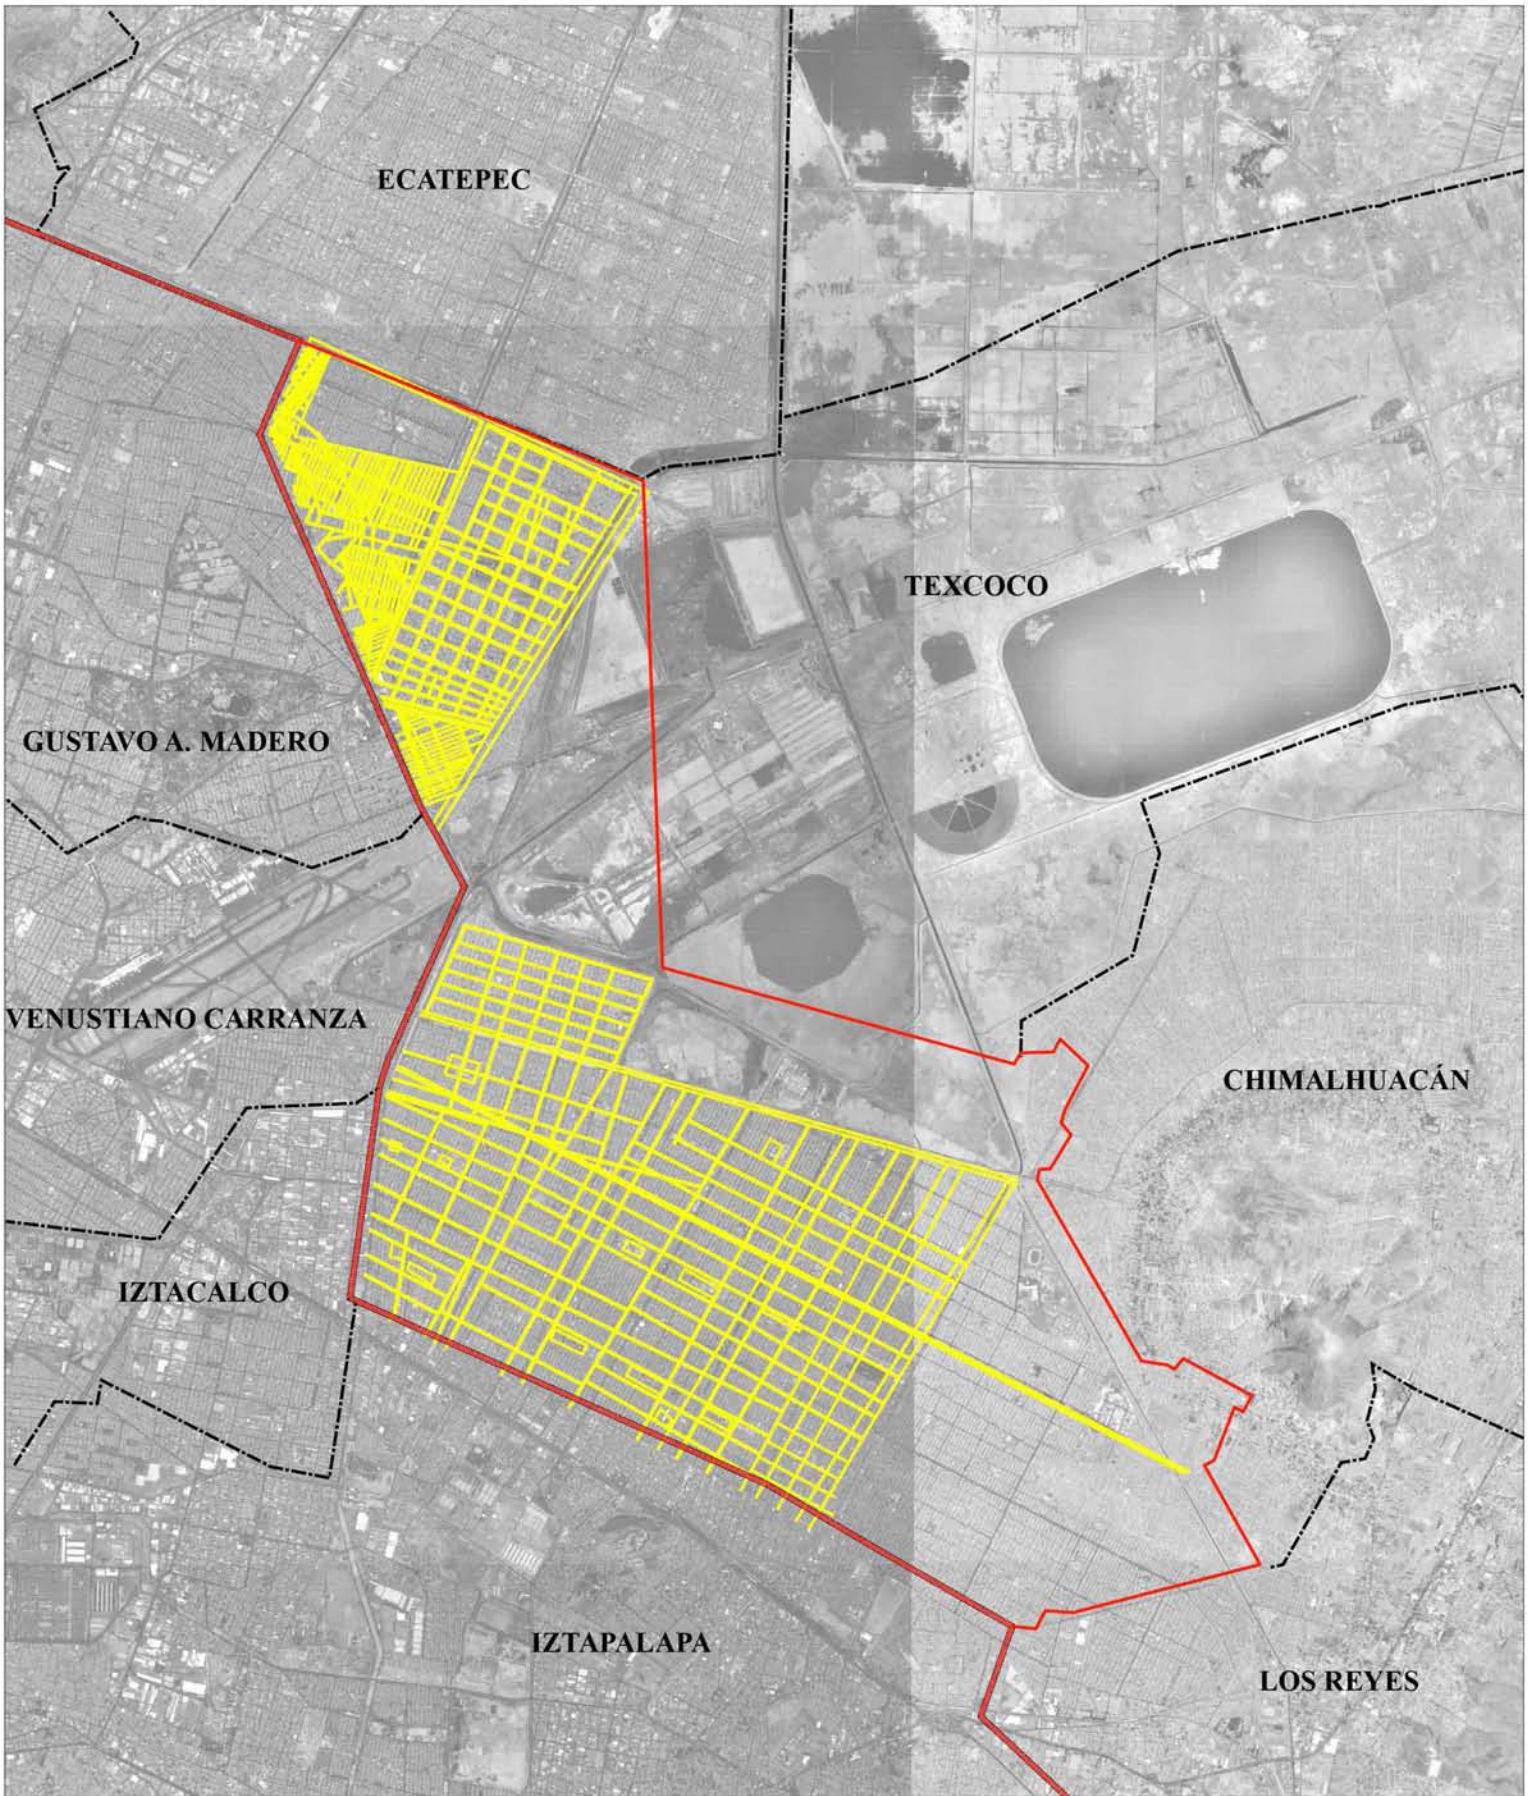 ECATEPEC
TEXCOCO
GUSTAVO A. MADERO
VENUSTIANO CARRANZA
CHIMALHUACÁN
IZTACALCO
IZTAPALAPA
LOS REYES